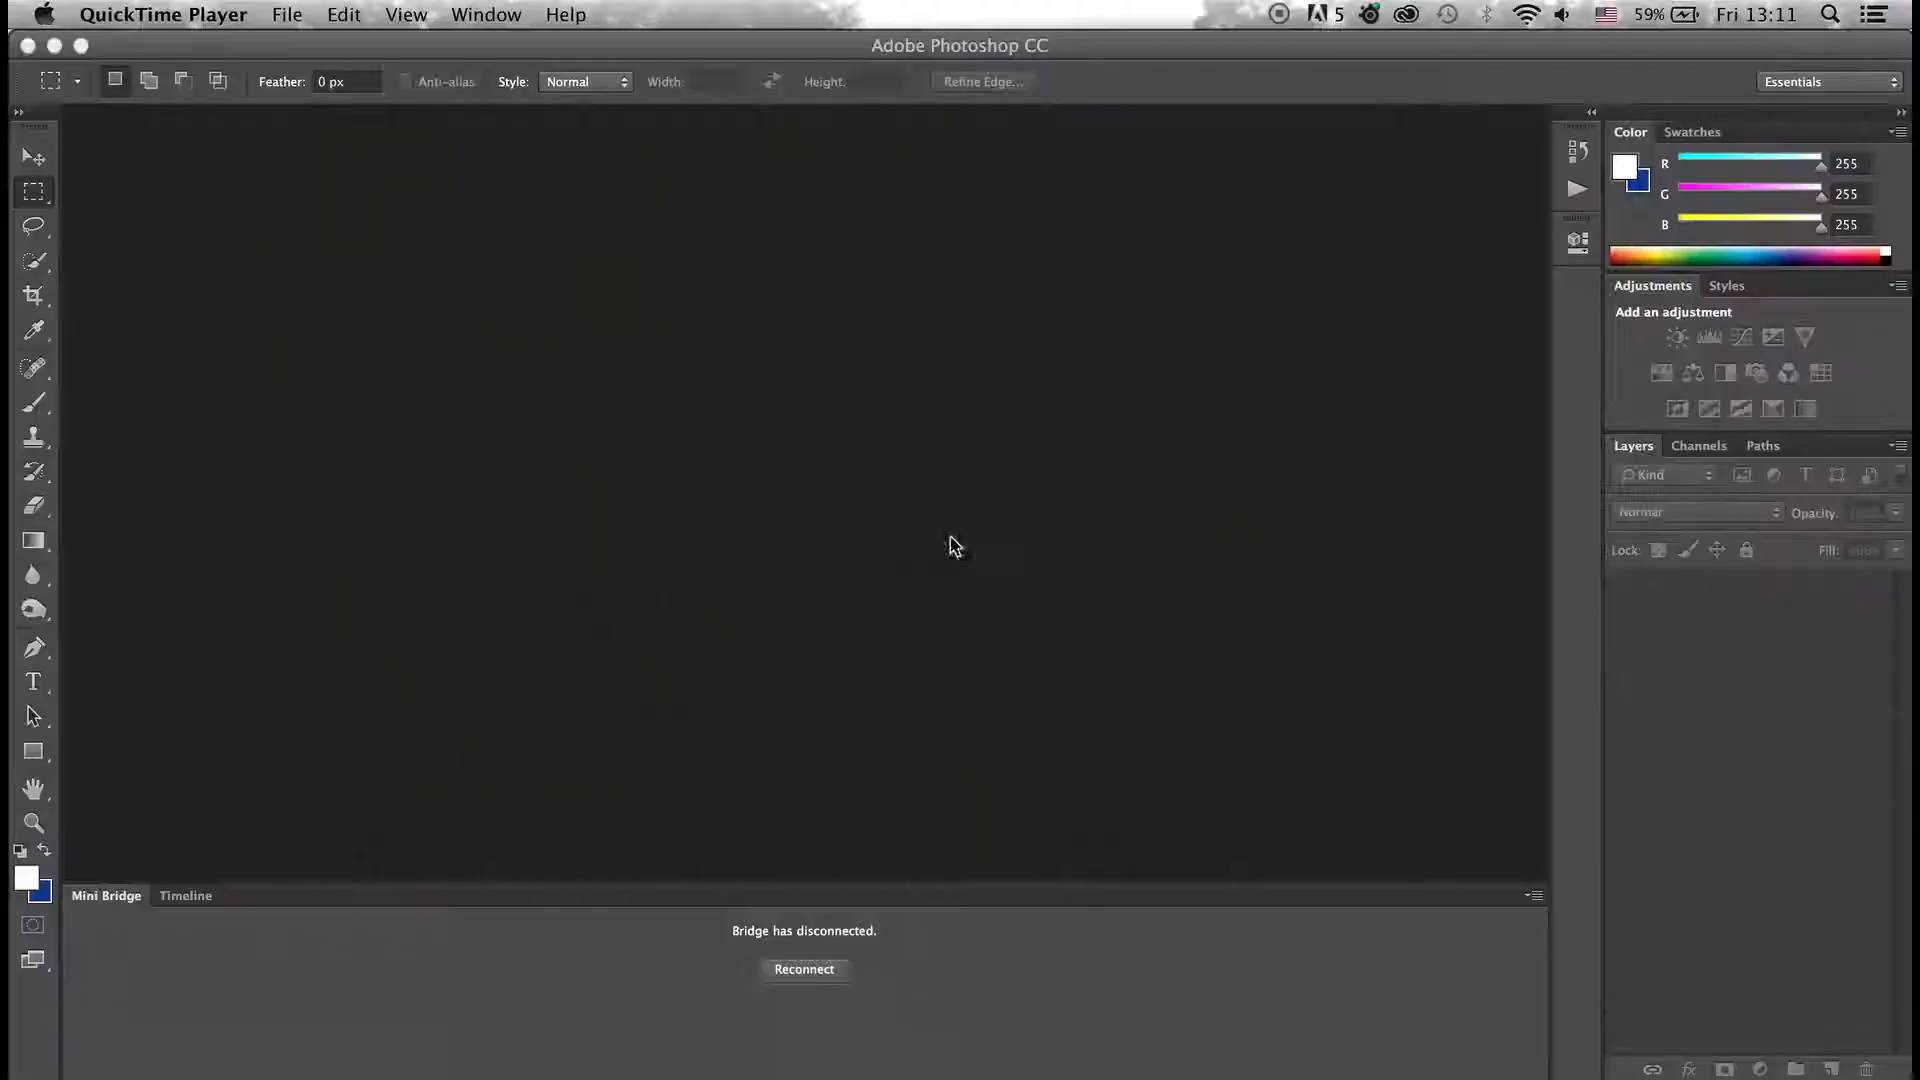 QuickTime Player File Edit View Window Help 5 59% Fri 13:11
Adobe Photoshop CC
Feather: 0 px Anti-alias Style: Normal Width: Height: Refine Edge... Essentials
Color Swatches
R 255
G 255
B 255
Adjustments Styles
Add an adjustment
Layers Channels Paths
Kind
Normal Opacity:
Lock: Fill:
Mini Bridge Timeline
Bridge has disconnected.
Reconnect